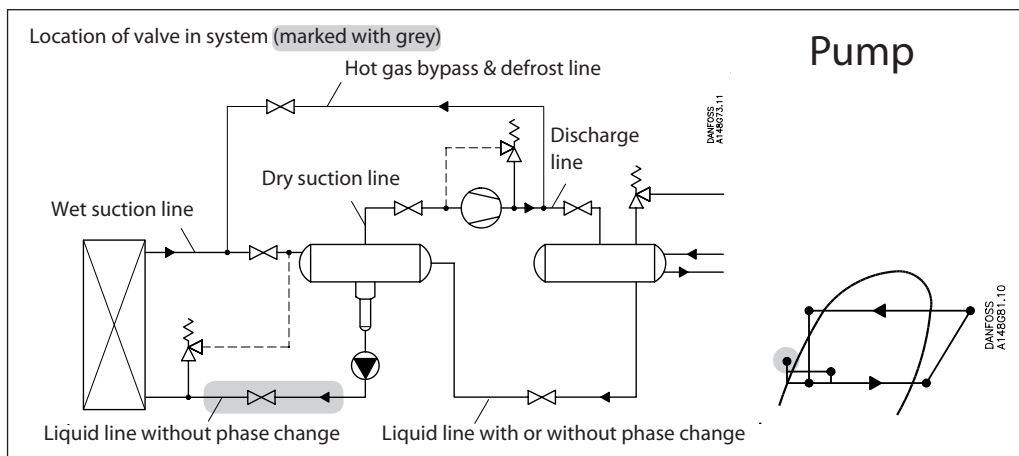 Location of valve in system (marked with grey)
Pump
Hot gas bypass & defrost line
DANFOSS
A148G73.11
Discharge
line
Dry suction line
Wet suction line
DANFOSS
A148G81.10
Liquid line without phase change
Liquid line with or without phase change